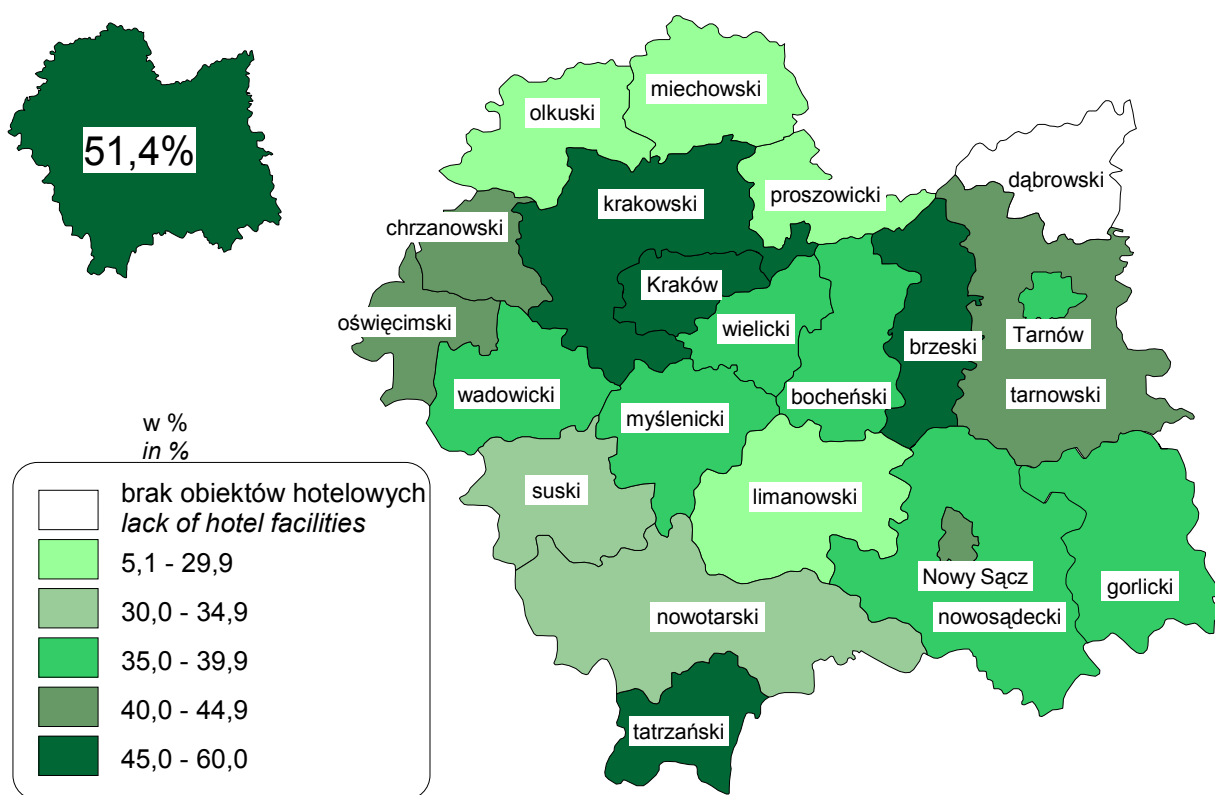 51,4%
miechowski
olkuski
proszowicki
dąbrowski
krakowski
chrzanowski
Kraków
oświęcimski
wielicki
brzeski
Tarnów
wadowicki
bocheński
tarnowski
myślenicki
suski
limanowski
Nowy Sącz
gorlicki
nowotarski
nowosądecki
tatrzański
w %
in %
brak obiektów hotelowych
lack of hotel facilities
5,1 - 29,9
30,0 - 34,9
35,0 - 39,9
40,0 - 44,9
45,0 - 60,0